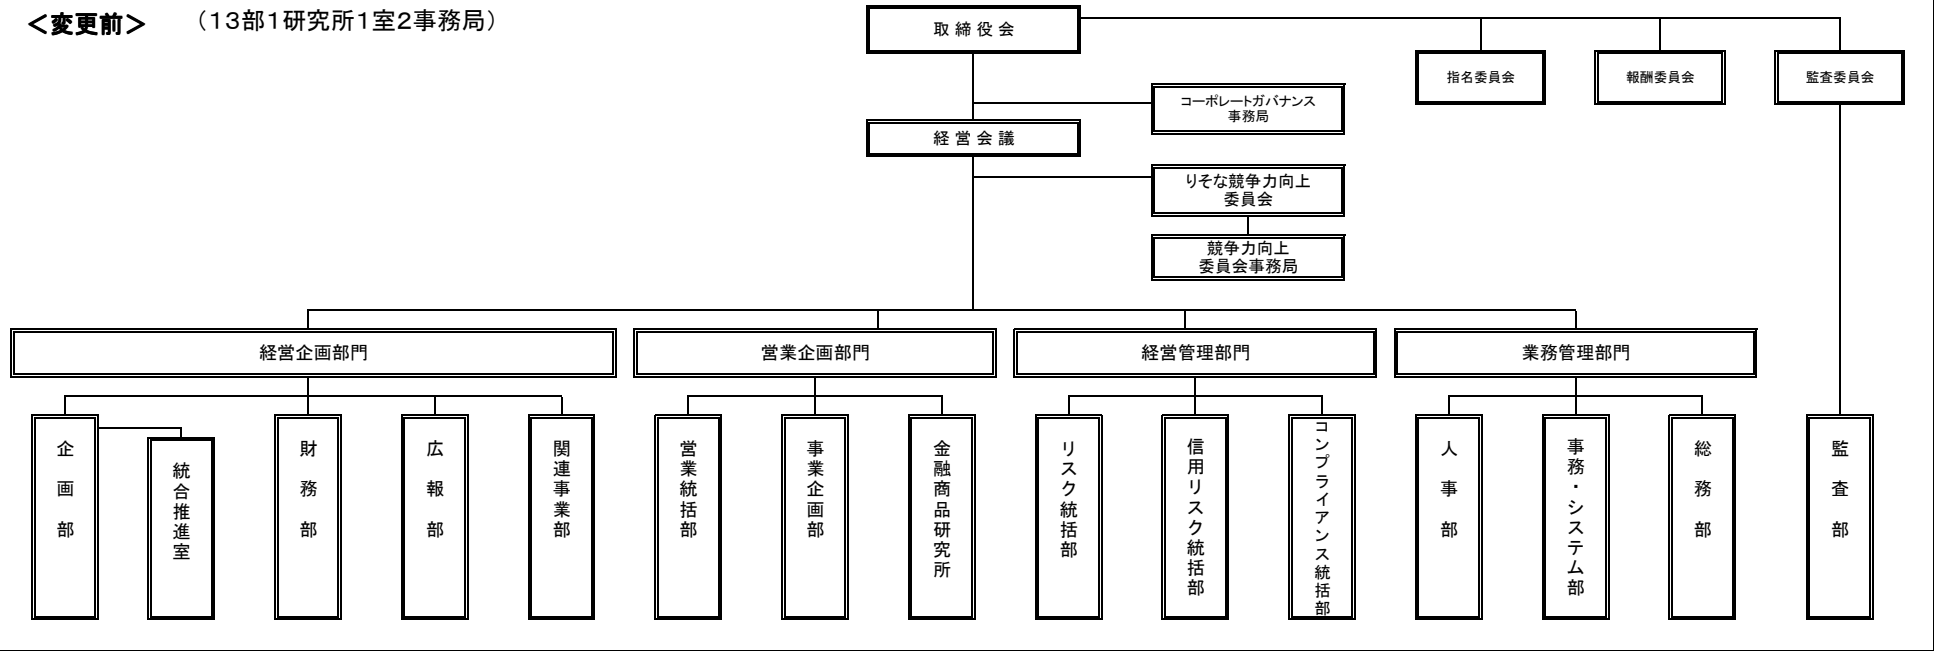 ＜変更前＞　（13部1研究所1室2事務局）
取 締 役 会
指名委員会
報酬委員会
監査委員会
コーポレートガバナンス
事務局
経 営 会 議
りそな競争力向上
委員会
競争力向上
委員会事務局
経営企画部門
営業企画部門
経営管理部門
業務管理部門
企画部
統合推進室
財務部
広報部
関連事業部
営業統括部
事業企画部
金融商品研究所
リスク統括部
信用リスク統括部
コンプライアンス統括部
人事部
事務・システム部
総務部
監査部